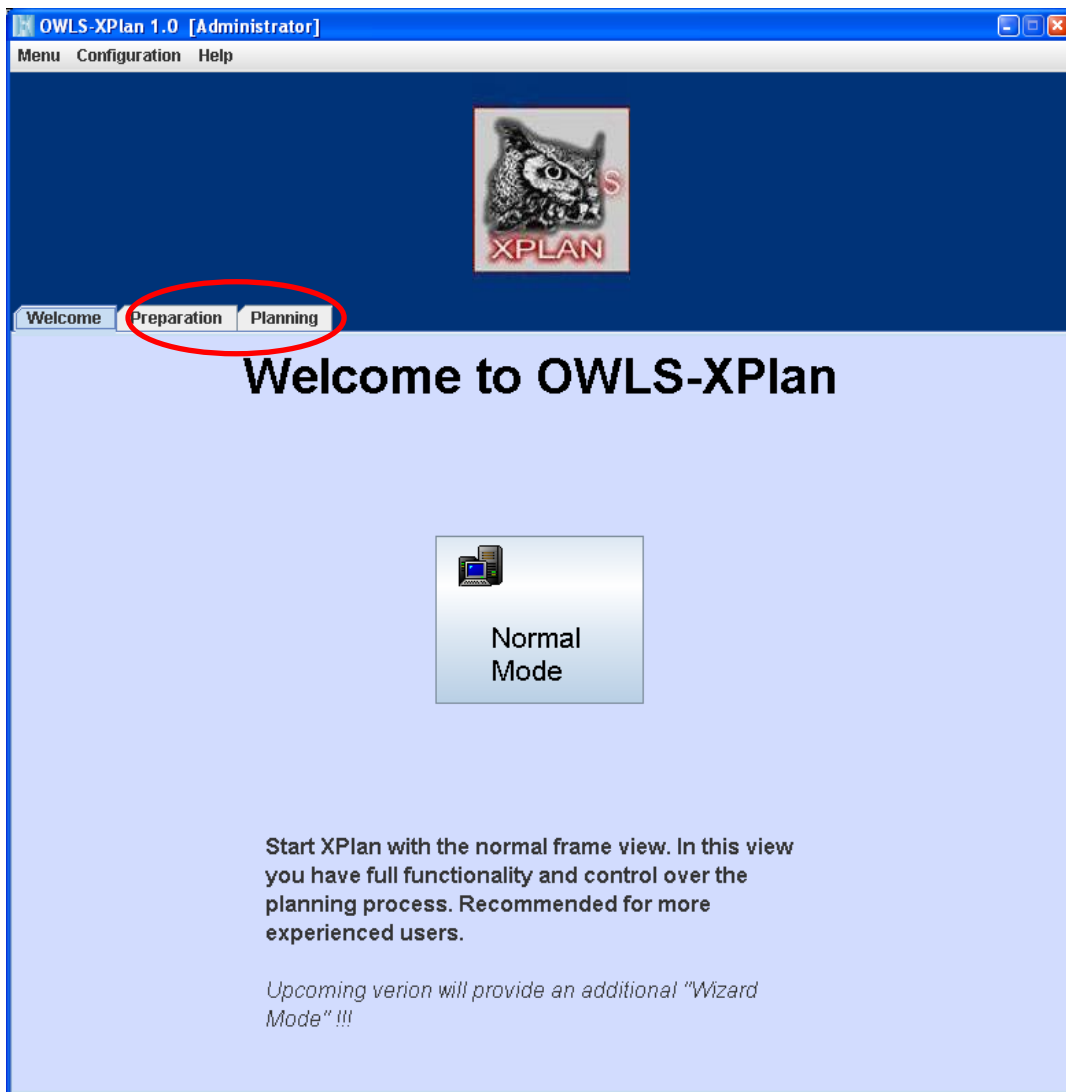 OWLS-XPlan 1.0 [Administrator]
Menu Configuration Help
S
XPLAN
Welcome Preparation Planning
Welcome to OWLS-XPlan
Normal
Mode
Start XPlan with the normal frame view. In this view
you have full functionality and control over the
planning process. Recommended for more
experienced users.
Upcoming verion will provide an additional "Wizard
Mode" !!!